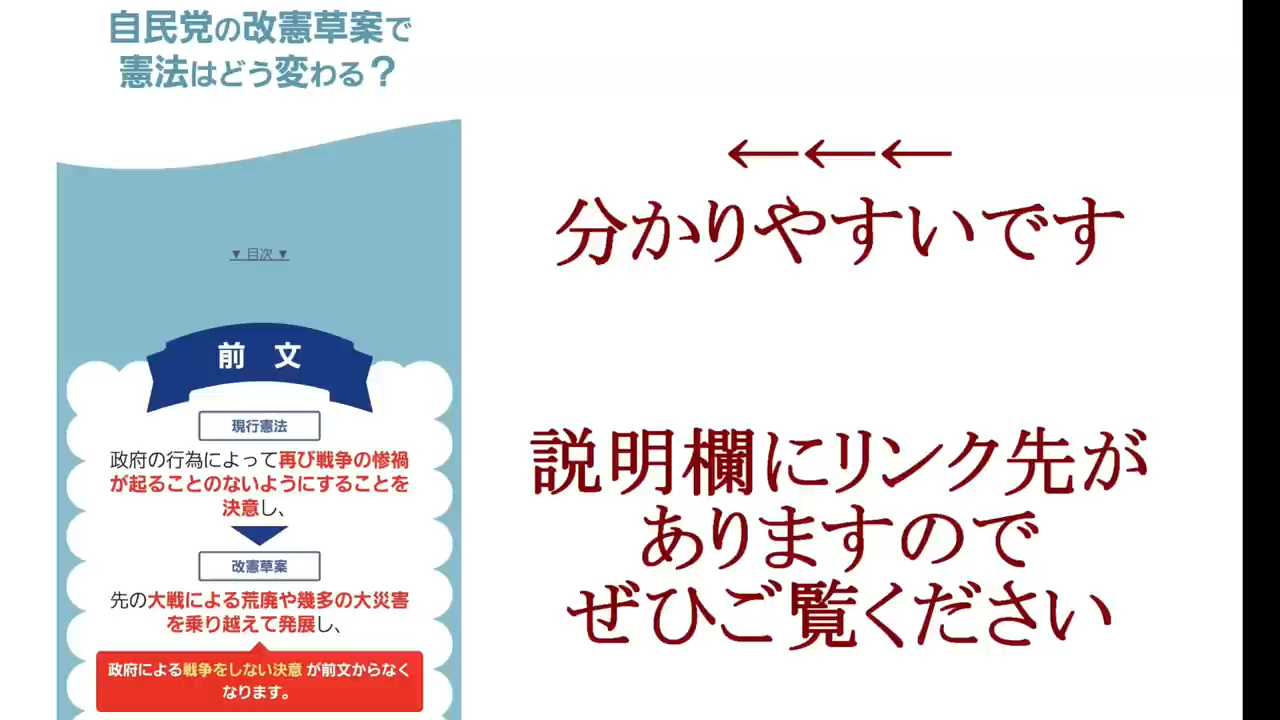 自民党の改憲草案で
憲法はどう変わる？
▼ 目次 ▼
前 文
現行憲法
政府の行為によって再び戦争の惨禍
が起ることのないようにすることを
決意し、
改憲草案
先の大戦による荒廃や幾多の大災害
を乗り越えて発展し、
政府による戦争をしない決意 が前文からなく
なります。
←←←
分かりやすいです
説明欄にリンク先が
ありますので
ぜひご覧ください